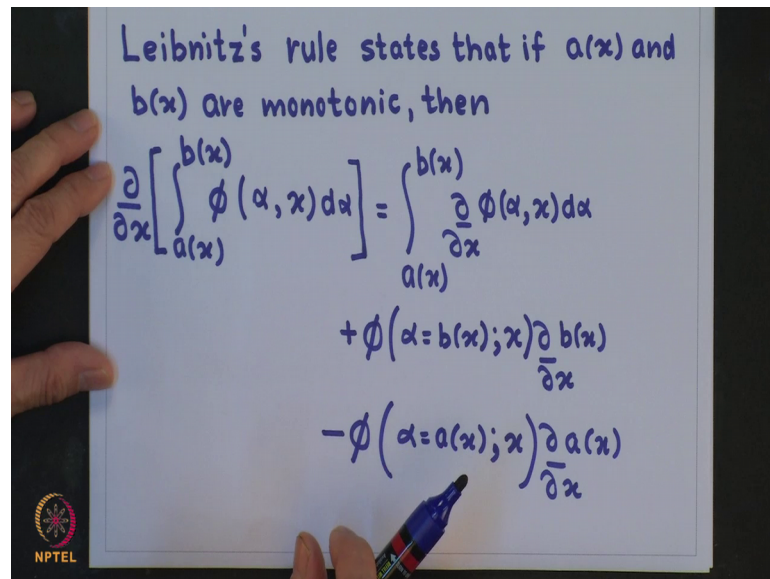 Leibnitz's rule states that if a(x) and
b(x) are monotonic, then
∂/∂x [ ∫_{a(x)}^{b(x)} ϕ(α, x) dα ] = ∫_{a(x)}^{b(x)} ∂/∂x ϕ(α, x) dα
+ ϕ(α = b(x); x) ∂/∂x b(x)
− ϕ(α = a(x); x) ∂/∂x a(x)
NPTEL